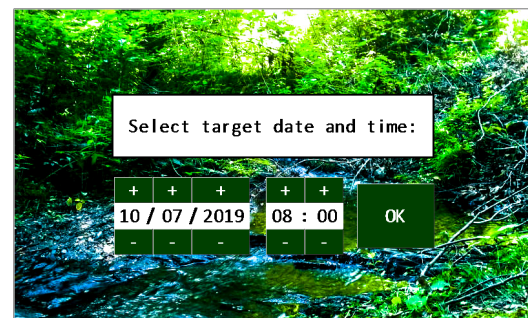 Select target date and time:
+ + + + +
10 / 07 / 2019 08 : 00 OK
- - - - -